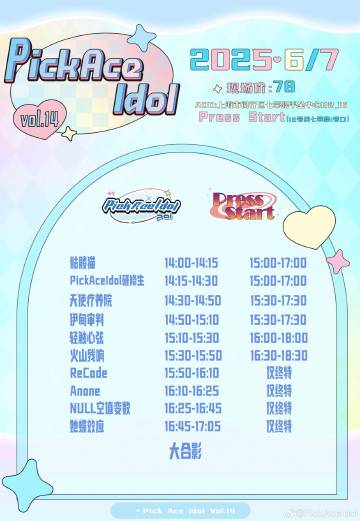 PickAce
Idol
vol.14
2025·6/7
现场价:70
Press Start
PickAceIdol
Press
Start
骷髅猫 14:00-14:15 15:00-17:00
PickAceIdol研修生 14:15-14:30 15:00-17:00
天使疗养院 14:30-14:50 15:30-17:30
伊甸审判 14:50-15:10 15:30-17:30
轻触心弦 15:10-15:30 16:00-18:00
火山残响 15:30-15:50 16:30-18:30
ReCode 15:50-16:10 仅终特
Anone 16:10-16:25 仅终特
NULL空值变数 16:25-16:45 仅终特
她蝶效应 16:45-17:05 仅终特
大合影
• Pick Ace Idol Vol.14
@PickAceIdol